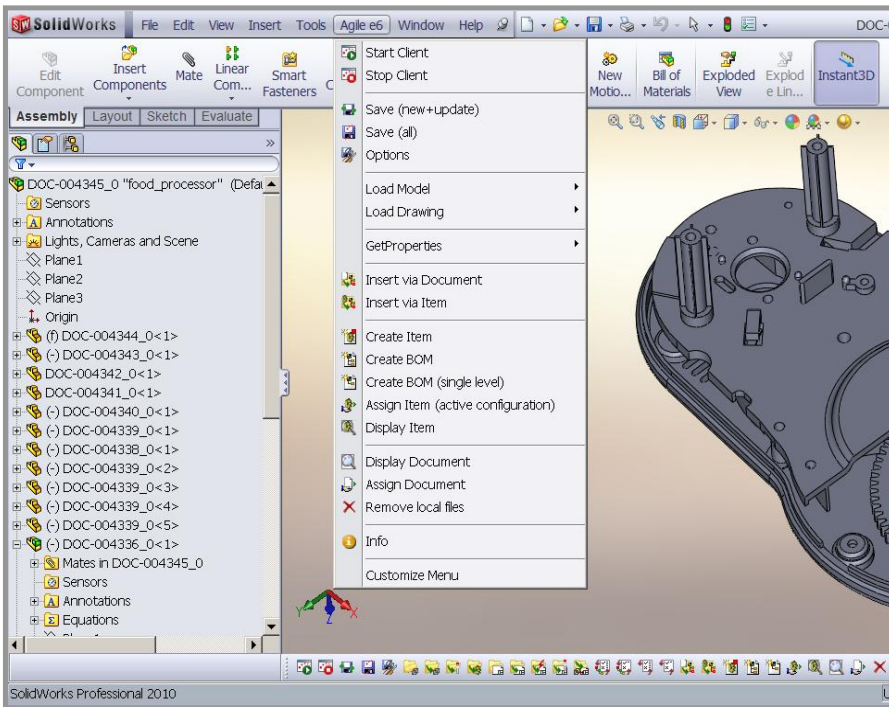 SolidWorks File Edit View Insert Tools Agile e6 Window Help DOC-
Edit Component
Insert Components
Mate
Linear Com...
Smart Fasteners
New Motio...
Bill of Materials
Exploded View
Explod e Lin...
Instant3D
Assembly Layout Sketch Evaluate
DOC-004345_0 "food_processor" (Defau
Sensors
Annotations
Lights, Cameras and Scene
Plane1
Plane2
Plane3
Origin
(f) DOC-004344_0<1>
(-) DOC-004343_0<1>
DOC-004342_0<1>
DOC-004341_0<1>
(-) DOC-004340_0<1>
(-) DOC-004339_0<1>
(-) DOC-004338_0<1>
(-) DOC-004339_0<2>
(-) DOC-004339_0<3>
(-) DOC-004339_0<4>
(-) DOC-004339_0<5>
(-) DOC-004336_0<1>
Mates in DOC-004345_0
Sensors
Annotations
Equations
Start Client
Stop Client
Save (new+update)
Save (all)
Options
Load Model
Load Drawing
GetProperties
Insert via Document
Insert via Item
Create Item
Create BOM
Create BOM (single level)
Assign Item (active configuration)
Display Item
Display Document
Assign Document
Remove local files
Info
Customize Menu
Y
X
Z
SolidWorks Professional 2010